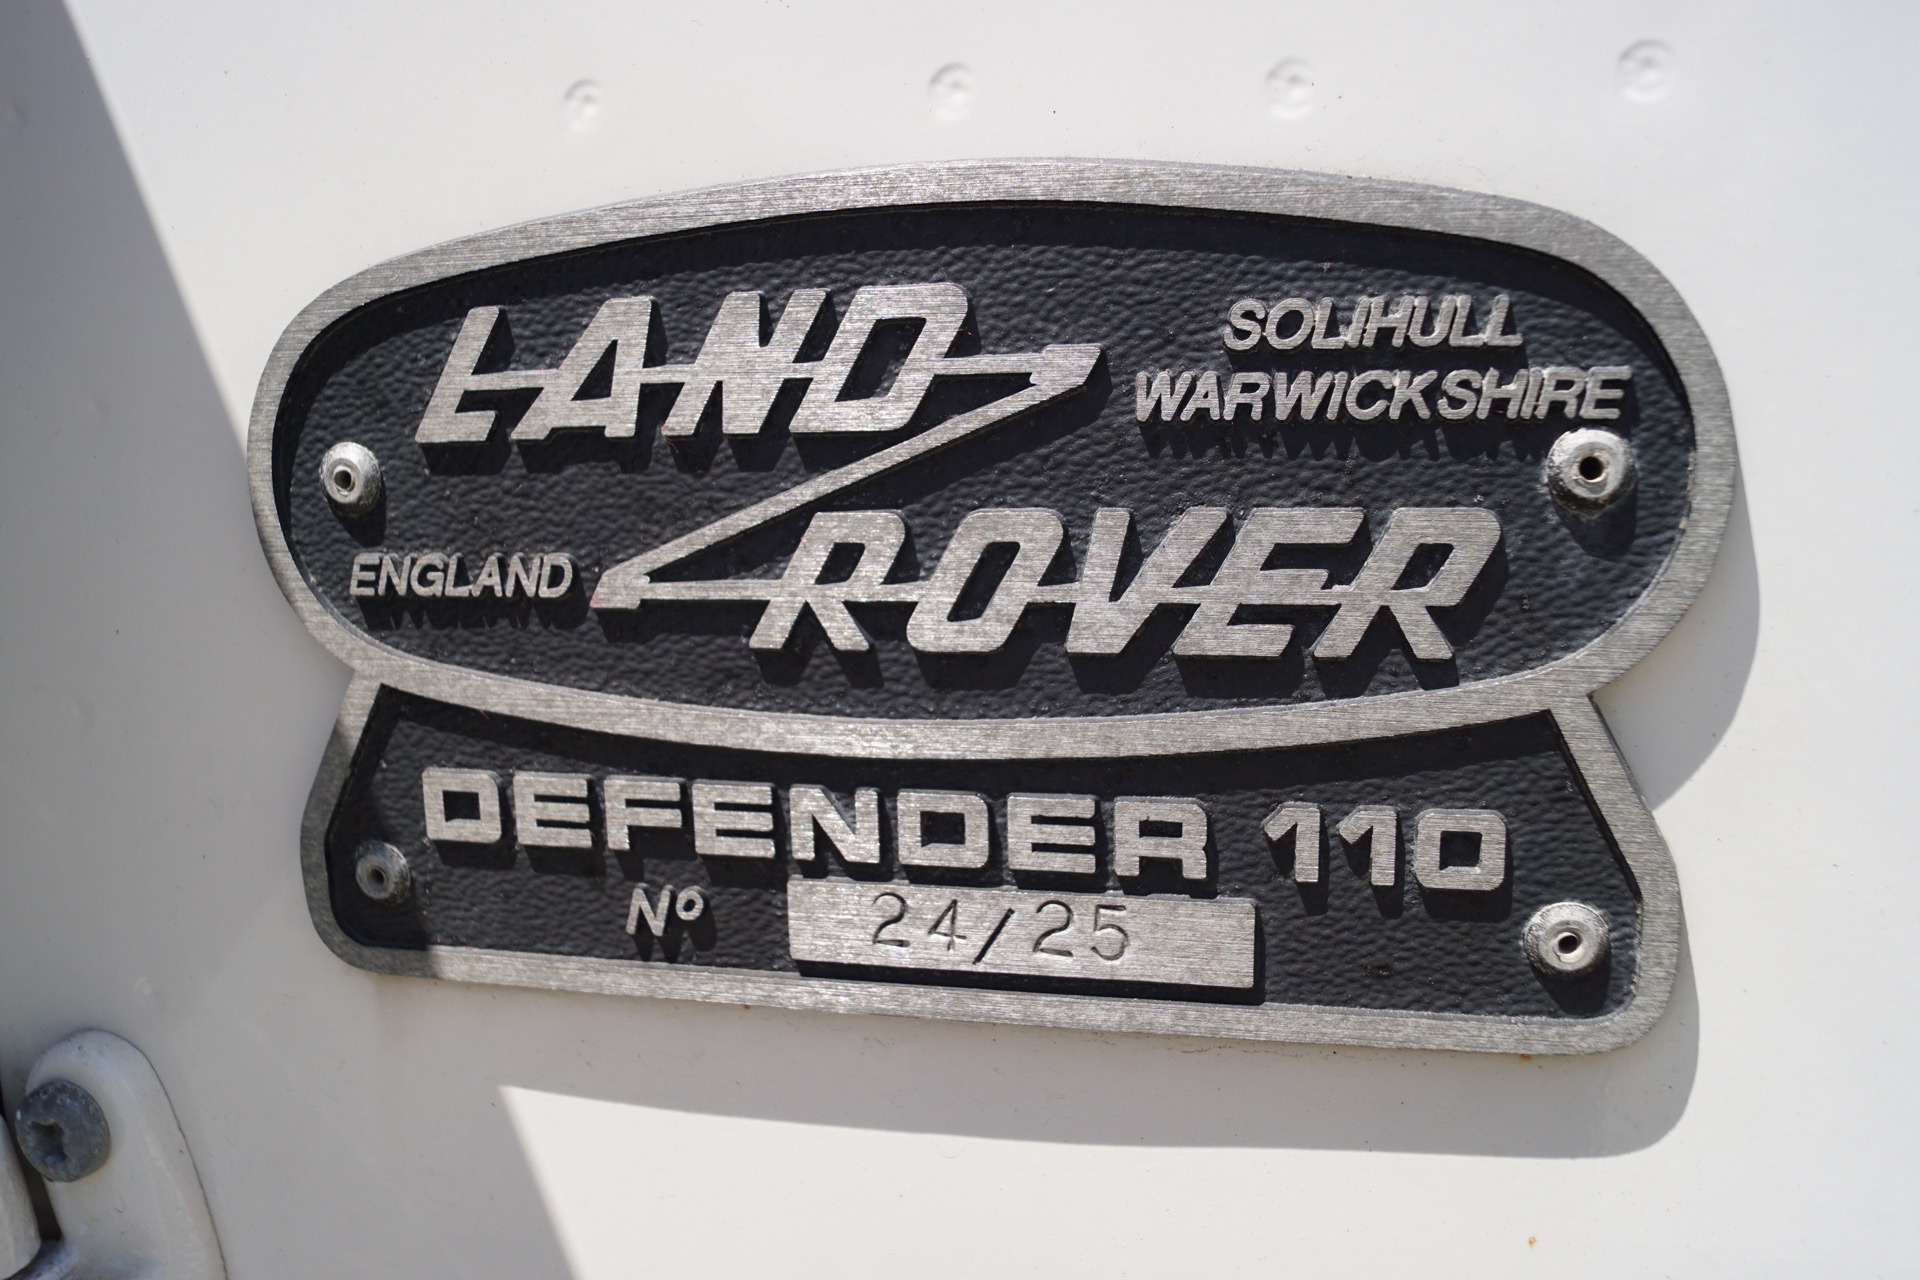 LAND
SOLIHULL
WARWICKSHIRE
ENGLAND
ROVER
DEFENDER 110
Nº 24/25